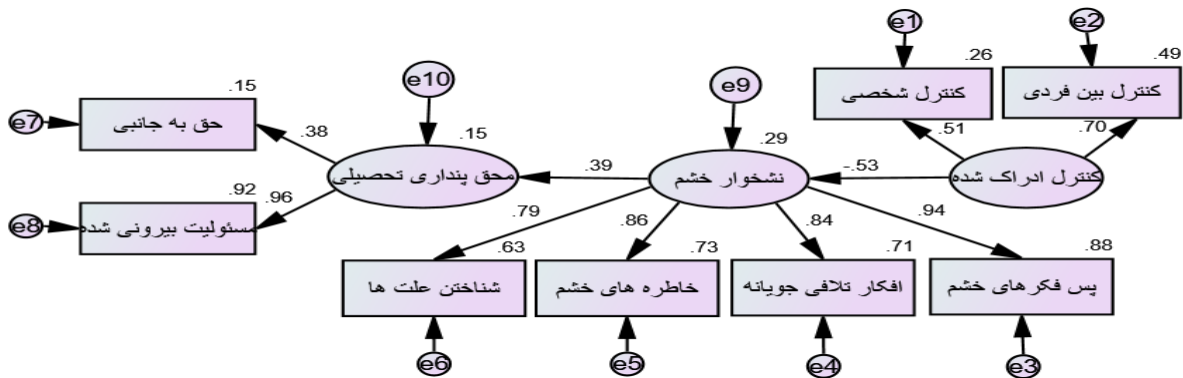 e1
e2
.26
.49
کنترل شخصی
کنترل بین فردی
e10
e9
.15
e7
حق به جانبی
.38
.15
.29
.51
.70
محق پنداری تحصیلی
.39
نشخوار خشم
-.53
کنترل ادراک شده
.92
.96
e8
مسئولیت بیرونی شده
.79
.86
.84
.94
.63
.73
.71
.88
شناختن علت ها
خاطره های خشم
افکار تلافی جویانه
پس فکرهای خشم
e6
e5
e4
e3